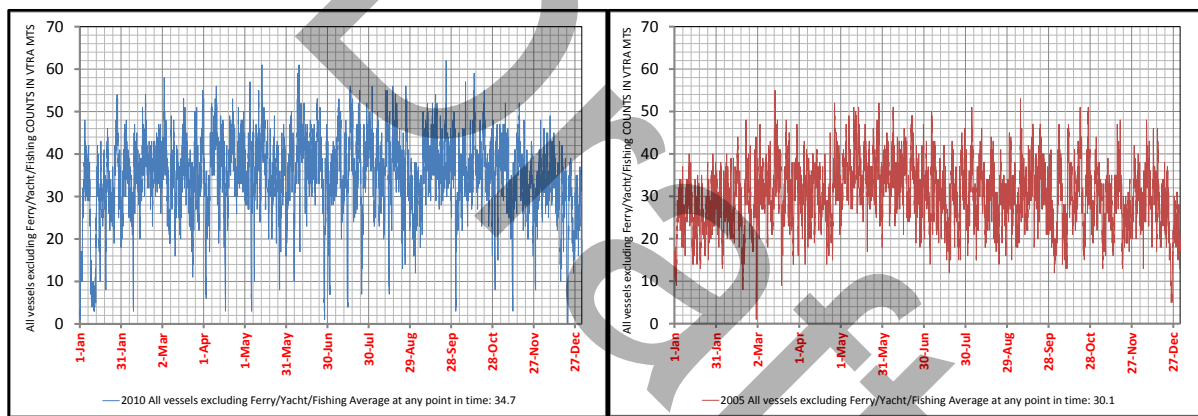 All vessels excluding Ferry/Yacht/Fishing COUNTS IN VTRA MTS
70
60
50
40
30
20
10
0
1-Jan
31-Jan
2-Mar
1-Apr
1-May
31-May
30-Jun
30-Jul
29-Aug
28-Sep
28-Oct
27-Nov
27-Dec
2010 All vessels excluding Ferry/Yacht/Fishing Average at any point in time: 34.7
All vessels excluding Ferry/Yacht/Fishing COUNTS IN VTRA MTS
70
60
50
40
30
20
10
0
1-Jan
31-Jan
2-Mar
1-Apr
1-May
31-May
30-Jun
30-Jul
29-Aug
28-Sep
28-Oct
27-Nov
27-Dec
2005 All vessels excluding Ferry/Yacht/Fishing Average at any point in time: 30.1
Draft